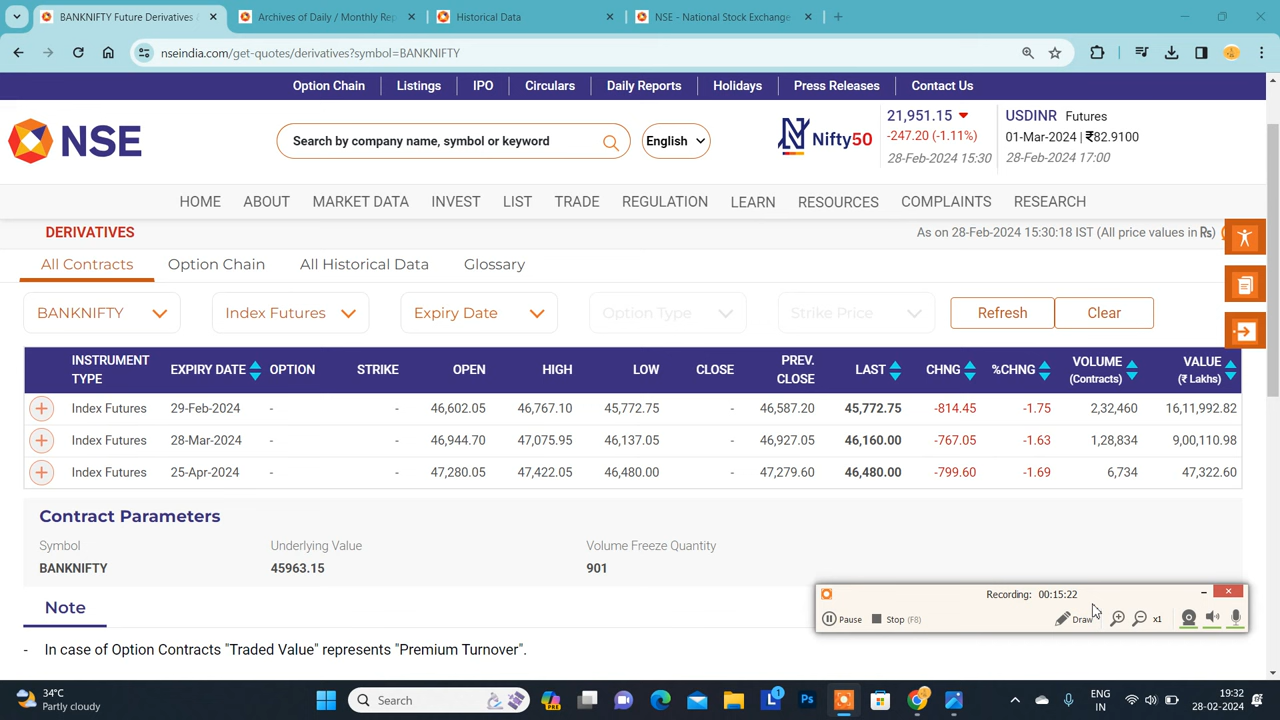 BANKNIFTY Future Derivatives
Archives of Daily / Monthly Rep
Historical Data
NSE - National Stock Exchange
nseindia.com/get-quotes/derivatives?symbol=BANKNIFTY
Option Chain
Listings
IPO
Circulars
Daily Reports
Holidays
Press Releases
Contact Us
NSE
Search by company name, symbol or keyword
English
Nifty50
21,951.15
-247.20 (-1.11%)
28-Feb-2024 15:30
USDINR Futures
01-Mar-2024 | ₹82.9100
28-Feb-2024 17:00
HOME
ABOUT
MARKET DATA
INVEST
LIST
TRADE
REGULATION
LEARN
RESOURCES
COMPLAINTS
RESEARCH
DERIVATIVES
As on 28-Feb-2024 15:30:18 IST (All price values in ₨)
All Contracts
Option Chain
All Historical Data
Glossary
BANKNIFTY
Index Futures
Expiry Date
Option Type
Strike Price
Refresh
Clear
INSTRUMENT TYPE EXPIRY DATE OPTION STRIKE OPEN HIGH LOW CLOSE PREV. CLOSE LAST CHNG %CHNG VOLUME (Contracts) VALUE (₹ Lakhs)
Index Futures 29-Feb-2024 - - 46,602.05 46,767.10 45,772.75 - 46,587.20 45,772.75 -814.45 -1.75 2,32,460 16,11,992.82
Index Futures 28-Mar-2024 - - 46,944.70 47,075.95 46,137.05 - 46,927.05 46,160.00 -767.05 -1.63 1,28,834 9,00,110.98
Index Futures 25-Apr-2024 - - 47,280.05 47,422.05 46,480.00 - 47,279.60 46,480.00 -799.60 -1.69 6,734 47,322.60
Contract Parameters
Symbol Underlying Value Volume Freeze Quantity
BANKNIFTY 45963.15 901
Recording: 00:15:22
Pause Stop (F8) Draw x1
Note
- In case of Option Contracts "Traded Value" represents "Premium Turnover".
34°C
Partly cloudy
Search
PRE
L 1
Ps
ENG
IN
19:32
28-02-2024